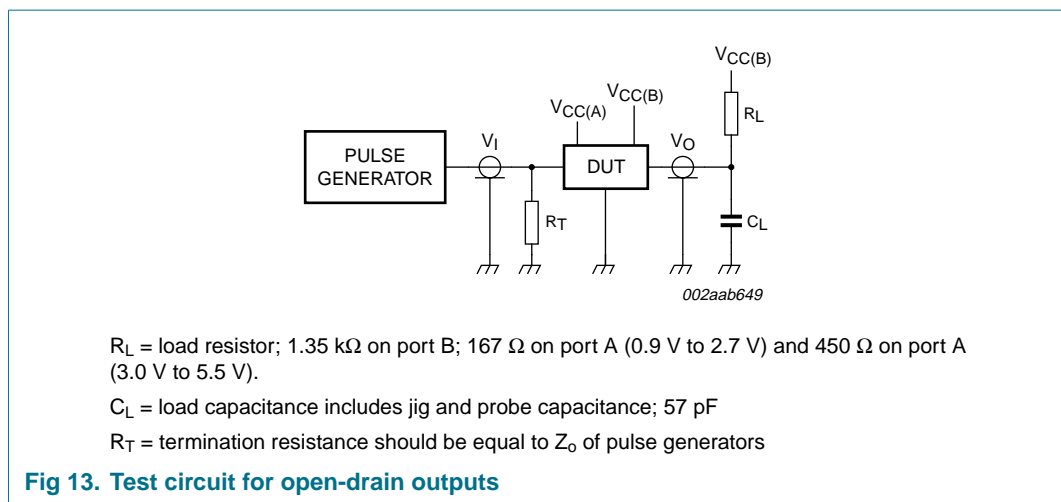 VCC(B)
VCC(B)
VCC(A)
RL
VI
VO
PULSE
GENERATOR
DUT
RT
CL
002aab649
RL = load resistor; 1.35 kΩ on port B; 167 Ω on port A (0.9 V to 2.7 V) and 450 Ω on port A
(3.0 V to 5.5 V).
CL = load capacitance includes jig and probe capacitance; 57 pF
RT = termination resistance should be equal to Zo of pulse generators
Fig 13. Test circuit for open-drain outputs